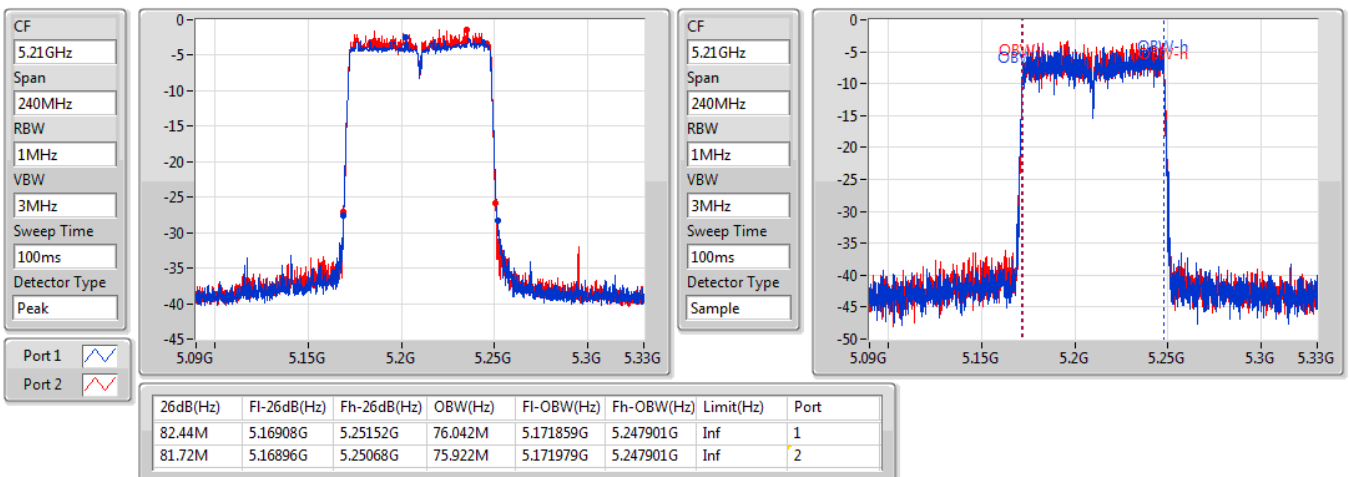 CF
5.21GHz
Span
240MHz
RBW
1MHz
VBW
3MHz
Sweep Time
100ms
Detector Type
Peak
0
-5
-10
-15
-20
-25
-30
-35
-40
-45
5.09G 5.15G 5.2G 5.25G 5.3G 5.33G
CF
5.21GHz
Span
240MHz
RBW
1MHz
VBW
3MHz
Sweep Time
100ms
Detector Type
Sample
0
-5
-10
-15
-20
-25
-30
-35
-40
-45
-50
5.09G 5.15G 5.2G 5.25G 5.3G 5.33G
OBW-h
Port 1
Port 2
26dB(Hz) Fl-26dB(Hz) Fh-26dB(Hz) OBW(Hz) Fl-OBW(Hz) Fh-OBW(Hz) Limit(Hz) Port
82.44M 5.16908G 5.25152G 76.042M 5.171859G 5.247901G Inf 1
81.72M 5.16896G 5.25068G 75.922M 5.171979G 5.247901G Inf 2